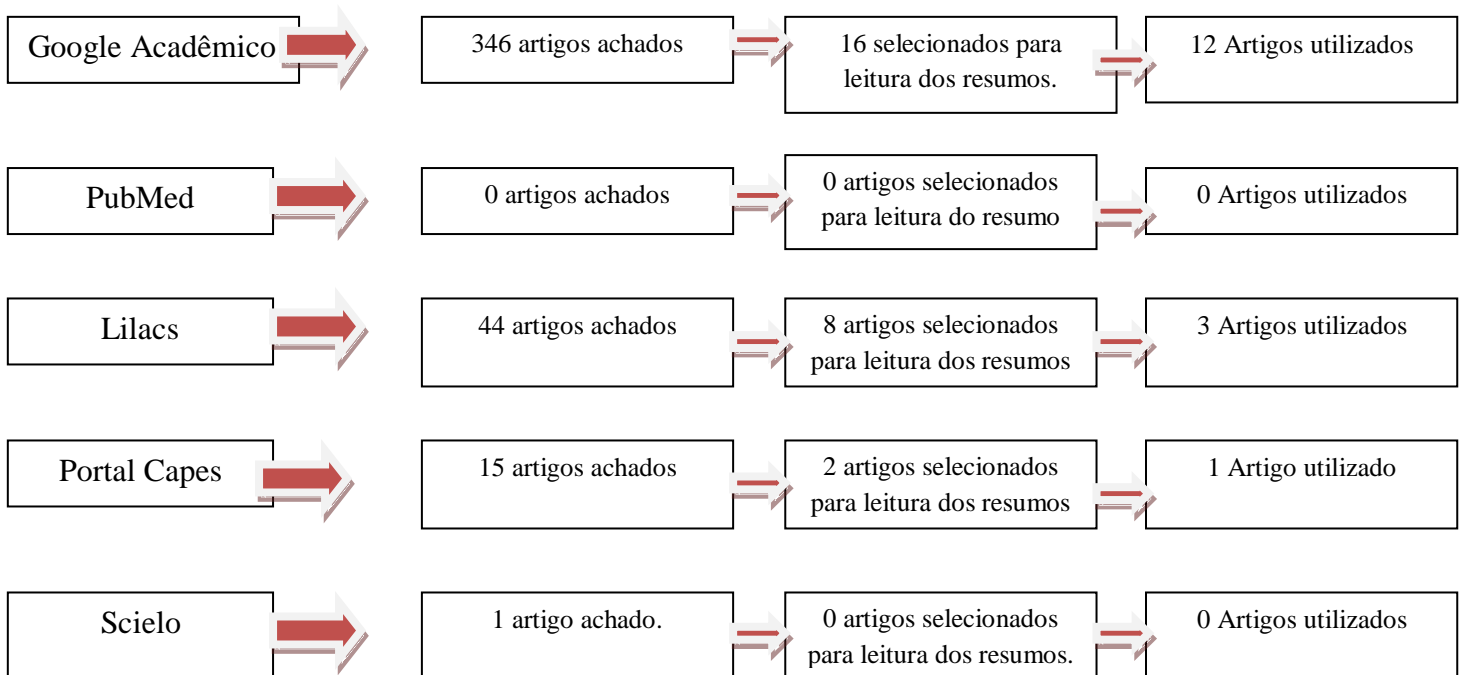 Google Acadêmico
346 artigos achados
16 selecionados para
leitura dos resumos.
12 Artigos utilizados
PubMed
0 artigos achados
0 artigos selecionados
para leitura do resumo
0 Artigos utilizados
Lilacs
44 artigos achados
8 artigos selecionados
para leitura dos resumos
3 Artigos utilizados
Portal Capes
15 artigos achados
2 artigos selecionados
para leitura dos resumos
1 Artigo utilizado
Scielo
1 artigo achado.
0 artigos selecionados
para leitura dos resumos.
0 Artigos utilizados